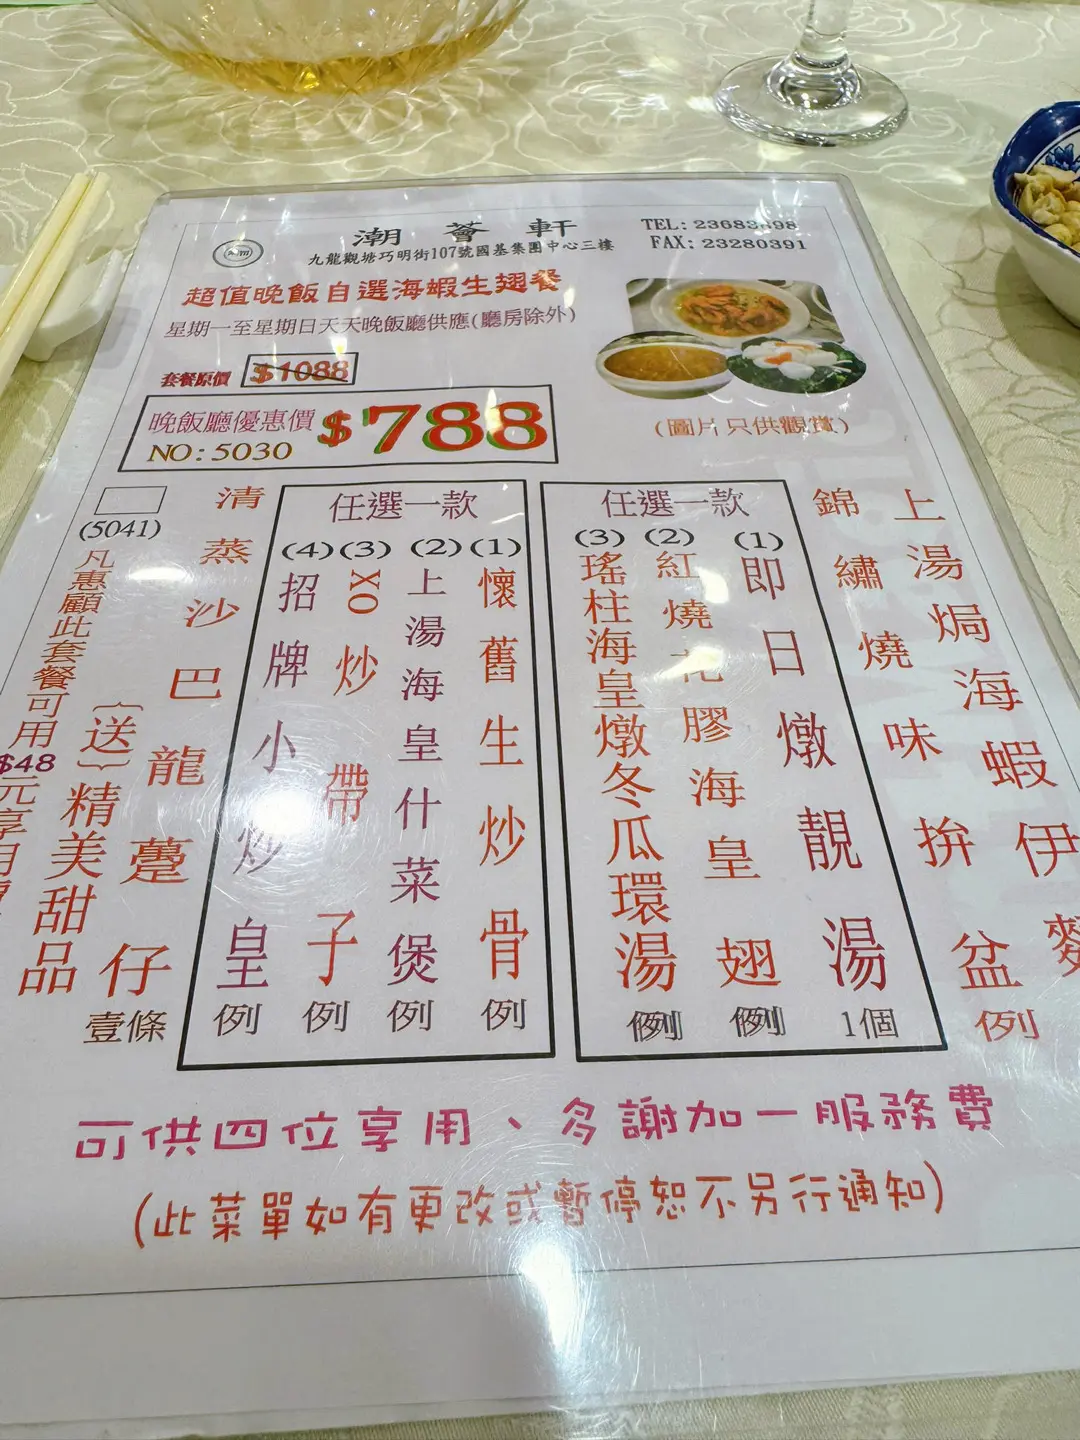 潮薈軒
九龍觀塘巧明街107號國基集團中心三樓
TEL: 23683898
FAX: 23280391
超值晚飯自選海蝦生翅餐
星期一至星期日天天晚飯廳供應(廳房除外)
套餐原價 $1088
晚飯廳優惠價 $788
NO: 5030
(圖片只供觀賞)
上湯焗海蝦伊麵
錦繡燒味拚盆 例
任選一款
(1) 即日燉靚湯 1個
(2) 紅燒花膠海皇翅 例
(3) 瑤柱海皇燉冬瓜環湯 例
任選一款
(1) 懷舊生炒骨 例
(2) 上湯海皇什菜煲 例
(3) XO炒帶子 例
(4) 招牌小炒皇 例
清蒸沙巴龍躉仔 壹條
{送}精美甜品
(5041)
凡惠顧此套餐可用
$48元享用
可供四位享用、多謝加一服務費
(此菜單如有更改或暫停恕不另行通知)